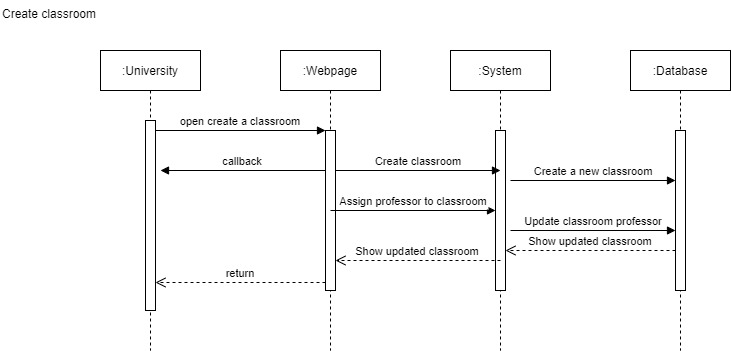 Create classroom
:University
:Webpage
:System
:Database
open create a classroom
callback
Create classroom
Create a new classroom
Assign professor to classroom
Update classroom professor
Show updated classroom
Show updated classroom
return